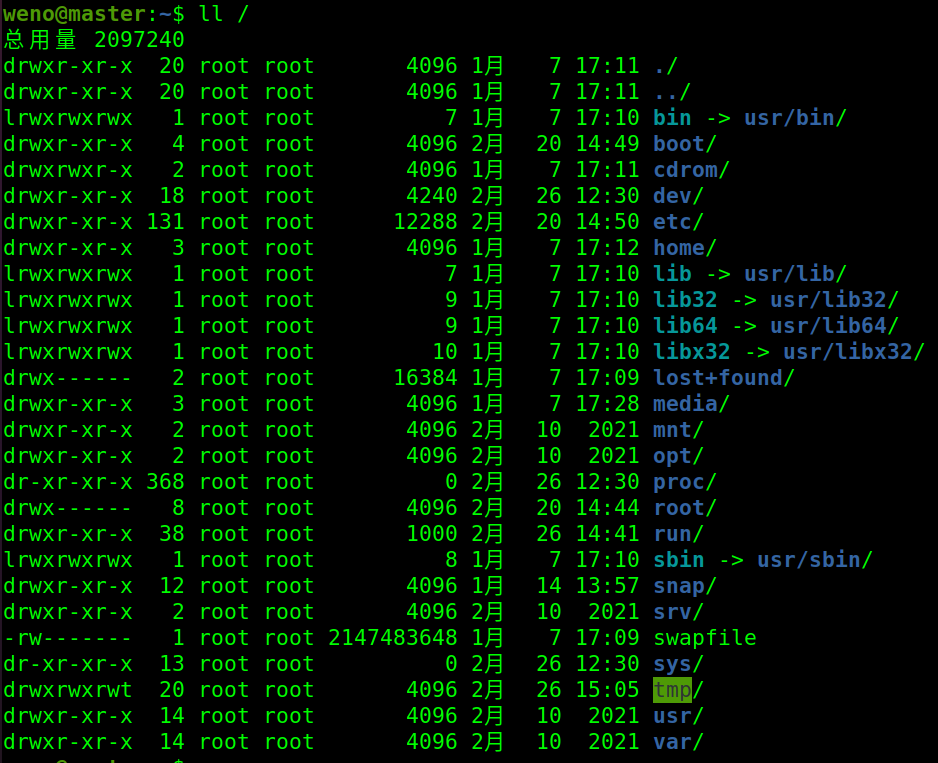 weno@master:~$ ll /
总用量 2097240
drwxr-xr-x  20 root root       4096 1月   7 17:11 ./
drwxr-xr-x  20 root root       4096 1月   7 17:11 ../
lrwxrwxrwx   1 root root          7 1月   7 17:10 bin -> usr/bin/
drwxr-xr-x   4 root root       4096 2月  20 14:49 boot/
drwxrwxr-x   2 root root       4096 1月   7 17:11 cdrom/
drwxr-xr-x  18 root root       4240 2月  26 12:30 dev/
drwxr-xr-x 131 root root      12288 2月  20 14:50 etc/
drwxr-xr-x   3 root root       4096 1月   7 17:12 home/
lrwxrwxrwx   1 root root          7 1月   7 17:10 lib -> usr/lib/
lrwxrwxrwx   1 root root          9 1月   7 17:10 lib32 -> usr/lib32/
lrwxrwxrwx   1 root root          9 1月   7 17:10 lib64 -> usr/lib64/
lrwxrwxrwx   1 root root         10 1月   7 17:10 libx32 -> usr/libx32/
drwx------   2 root root      16384 1月   7 17:09 lost+found/
drwxr-xr-x   3 root root       4096 1月   7 17:28 media/
drwxr-xr-x   2 root root       4096 2月  10  2021 mnt/
drwxr-xr-x   2 root root       4096 2月  10  2021 opt/
dr-xr-xr-x 368 root root          0 2月  26 12:30 proc/
drwx------   8 root root       4096 2月  20 14:44 root/
drwxr-xr-x  38 root root       1000 2月  26 14:41 run/
lrwxrwxrwx   1 root root          8 1月   7 17:10 sbin -> usr/sbin/
drwxr-xr-x  12 root root       4096 1月  14 13:57 snap/
drwxr-xr-x   2 root root       4096 2月  10  2021 srv/
-rw-------   1 root root 2147483648 1月   7 17:09 swapfile
dr-xr-xr-x  13 root root          0 2月  26 12:30 sys/
drwxrwxrwt  20 root root       4096 2月  26 15:05 tmp/
drwxr-xr-x  14 root root       4096 2月  10  2021 usr/
drwxr-xr-x  14 root root       4096 2月  10  2021 var/